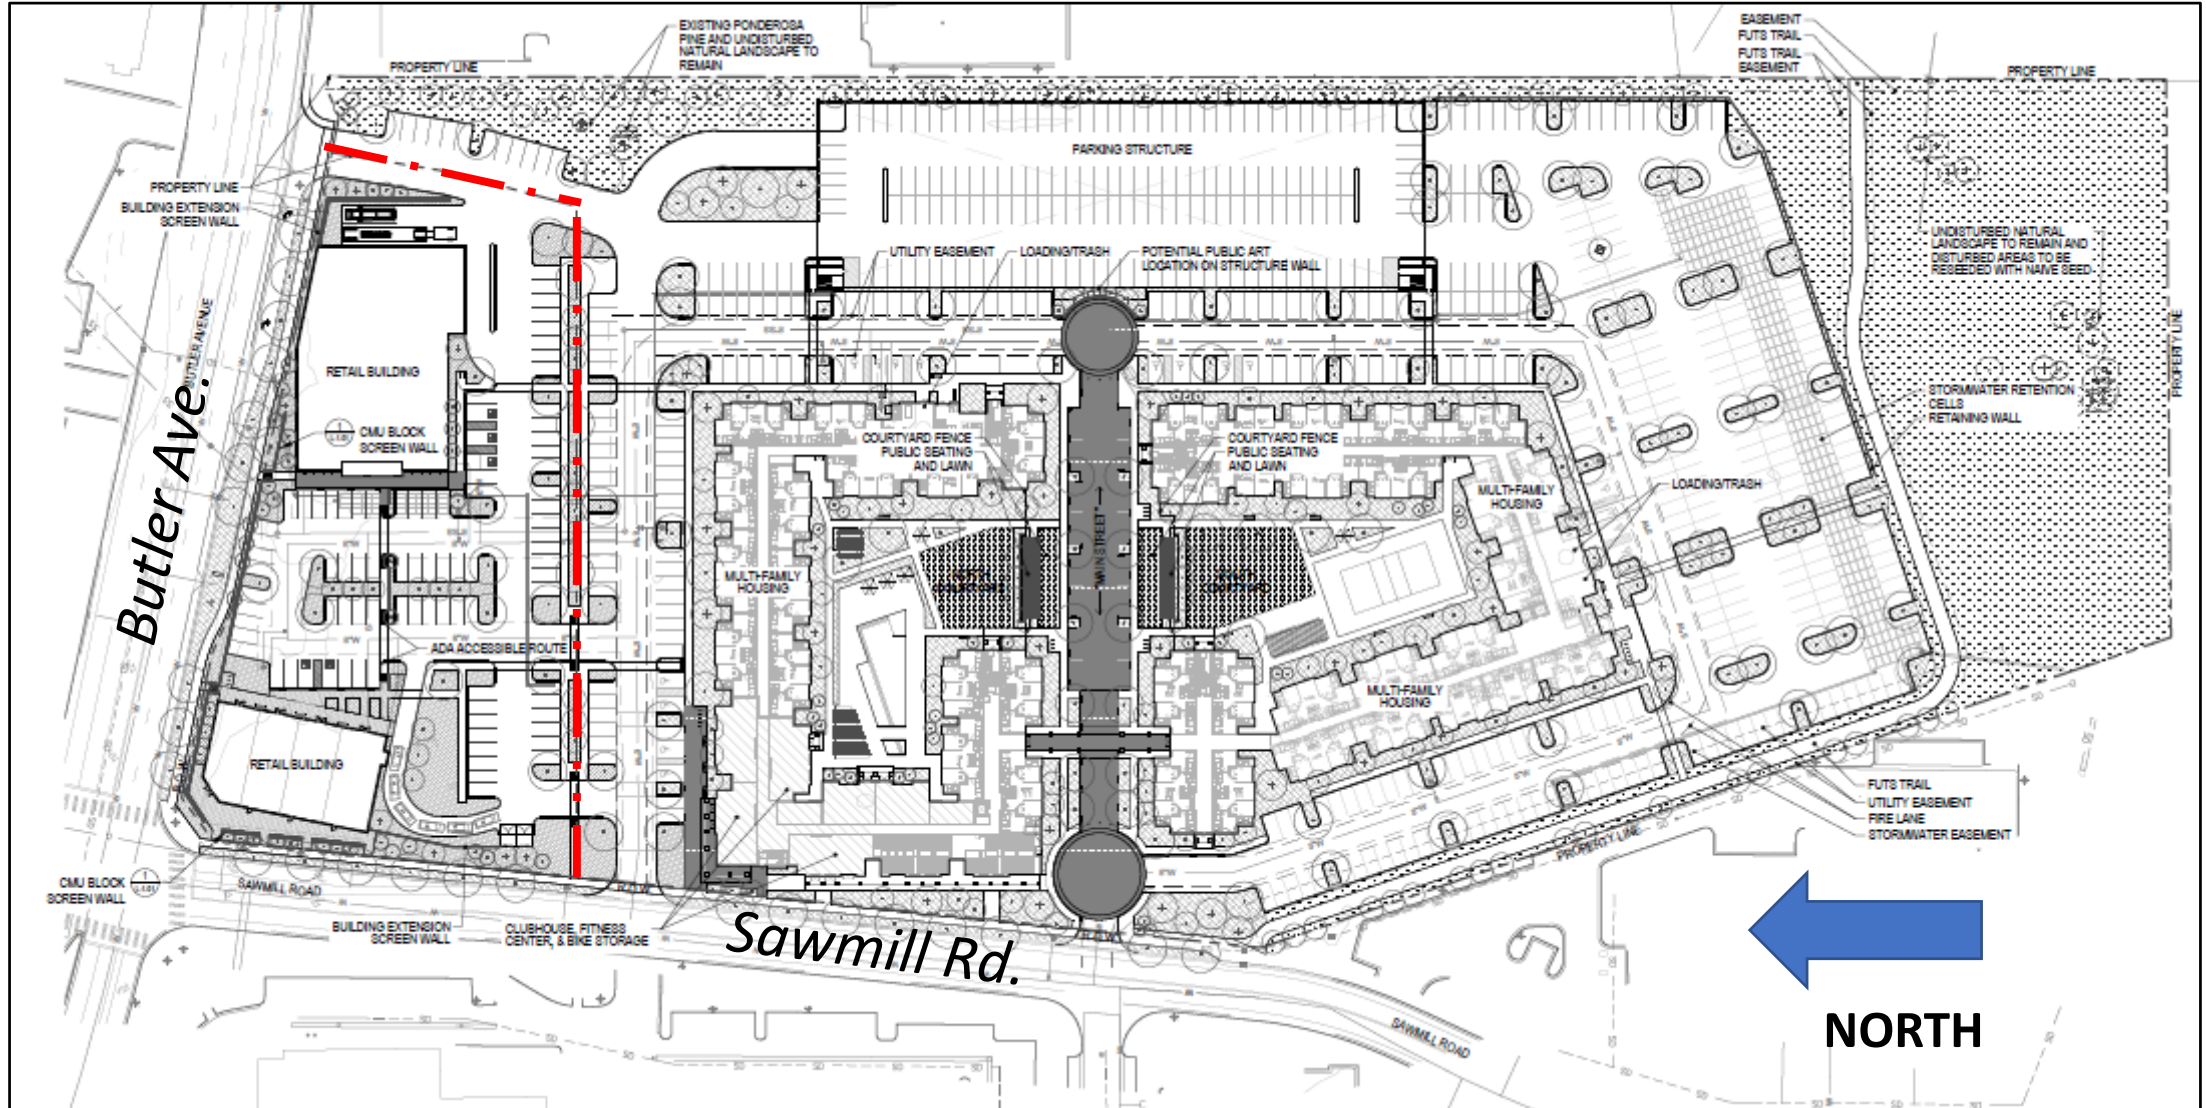 EXISTING PONDEROSA
PINE AND UNDISTURBED
NATURAL LANDSCAPE TO
REMAIN
PROPERTY LINE
EASEMENT
FUTS TRAIL
FUTS TRAIL
EASEMENT
PROPERTY LINE
PARKING STRUCTURE
PROPERTY LINE
BUILDING EXTENSION
SCREEN WALL
UTILITY EASEMENT
LOADING/TRASH
POTENTIAL PUBLIC ART
LOCATION ON STRUCTURE WALL
UNDISTURBED NATURAL
LANDSCAPE TO REMAIN AND
DISTURBED AREAS TO BE
RESEEDED WITH NAIVE SEED
BUTLER AVENUE
Butler Ave.
RETAIL BUILDING
PROPERTY LINE
STORMWATER RETENTION
CELLS
RETAINING WALL
CMU BLOCK
SCREEN WALL
COURTYARD FENCE
PUBLIC SEATING
AND LAWN
COURTYARD FENCE
PUBLIC SEATING
AND LAWN
MULTI-FAMILY
HOUSING
LOADING/TRASH
"MAIN STREET"
MULTI-FAMILY
HOUSING
ADA ACCESSIBLE ROUTE
MULTI-FAMILY
HOUSING
RETAIL BUILDING
FUTS TRAIL
UTILITY EASEMENT
FIRE LANE
STORMWATER EASEMENT
PROPERTY LINE
CMU BLOCK
SCREEN WALL
SAWMILL ROAD
R.O.W.
BUILDING EXTENSION
SCREEN WALL
CLUBHOUSE, FITNESS
CENTER, & BIKE STORAGE
Sawmill Rd.
R.O.W.
SAWMILL ROAD
NORTH